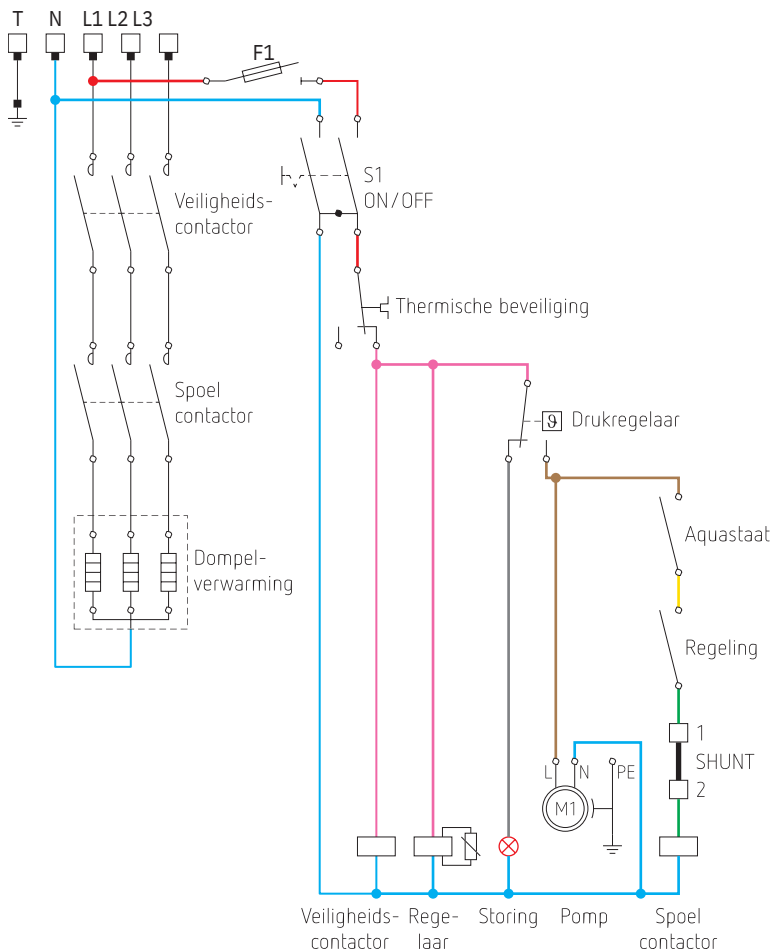 T N L1 L2 L3
F1
S1
ON/OFF
Veiligheids-
contactor
Thermische beveiliging
Spoel
contactor
ϑ Drukregelaar
Aquastaat
Dompel-
verwarming
Regeling
1
SHUNT
2
L N PE
M1
Veiligheids-
contactor
Rege-
laar
Storing
Pomp
Spoel
contactor